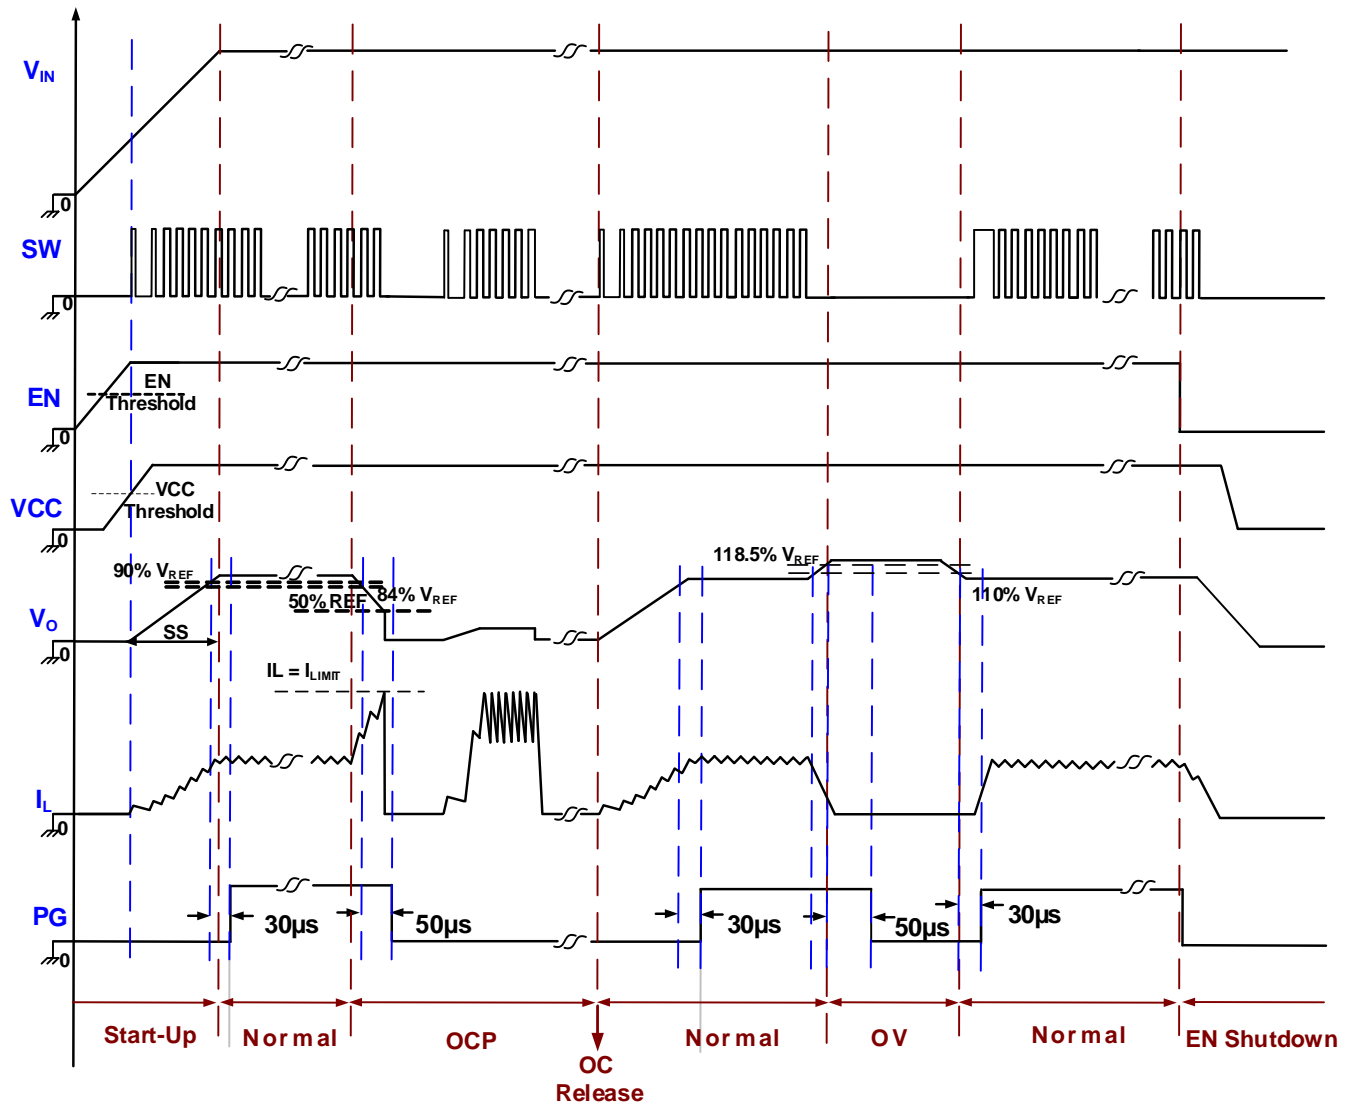 VIN
0
SW
0
EN
Threshold
EN
0
VCC
Threshold
VCC
0
90% VREF
84% VREF
50% REF
118.5% VREF
110% VREF
VO
SS
0
IL = ILIMIT
IL
0
PG
30µs
50µs
30µs
50µs
30µs
0
Start-Up
Normal
OCP
Normal
OV
Normal
EN Shutdown
OC
Release